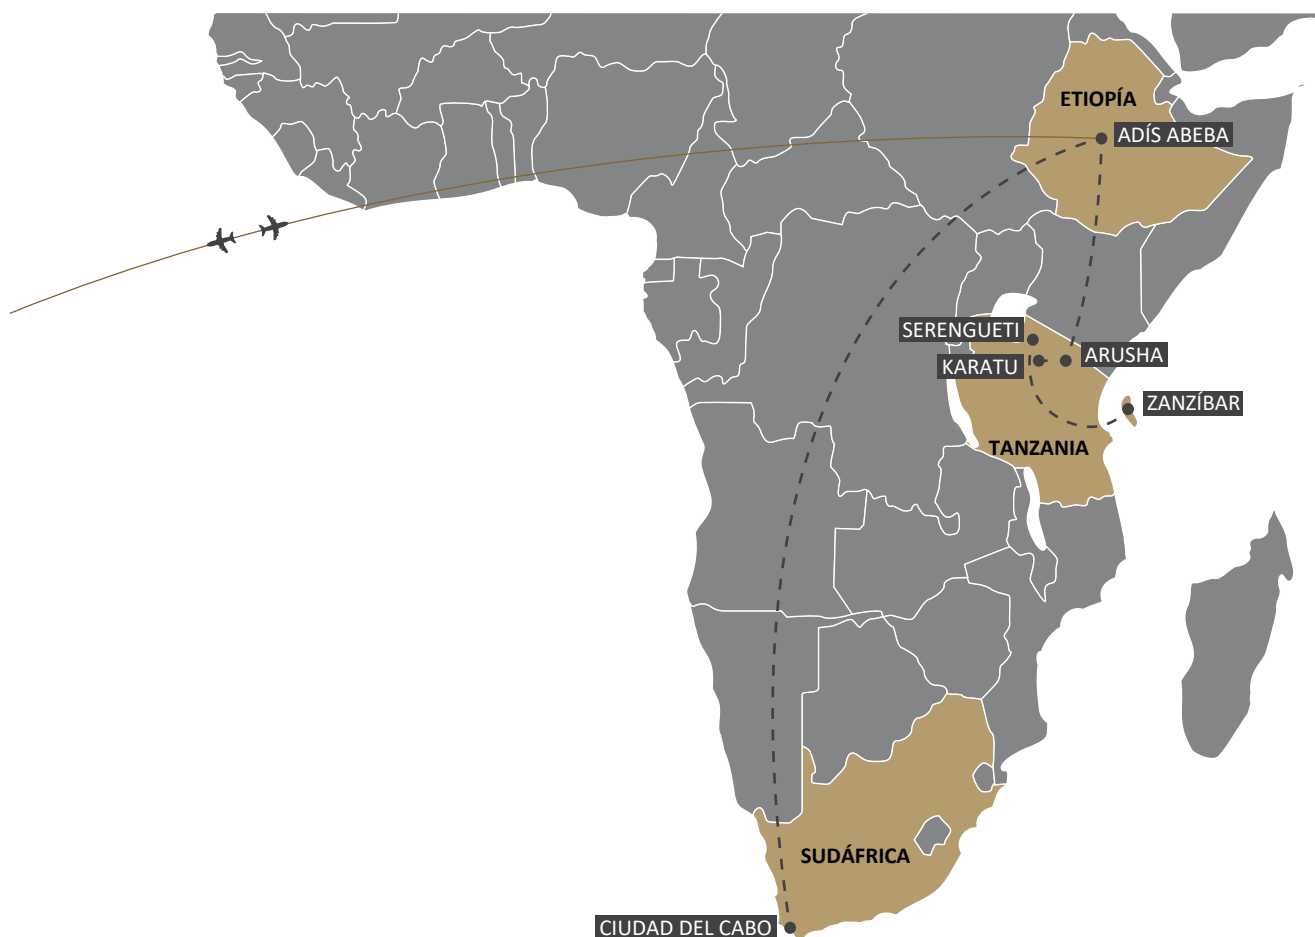 ETIOPÍA
ADÍS ABEBA
SERENGUETI
KARATU
ARUSHA
ZANZÍBAR
TANZANIA
SUDÁFRICA
CIUDAD DEL CABO